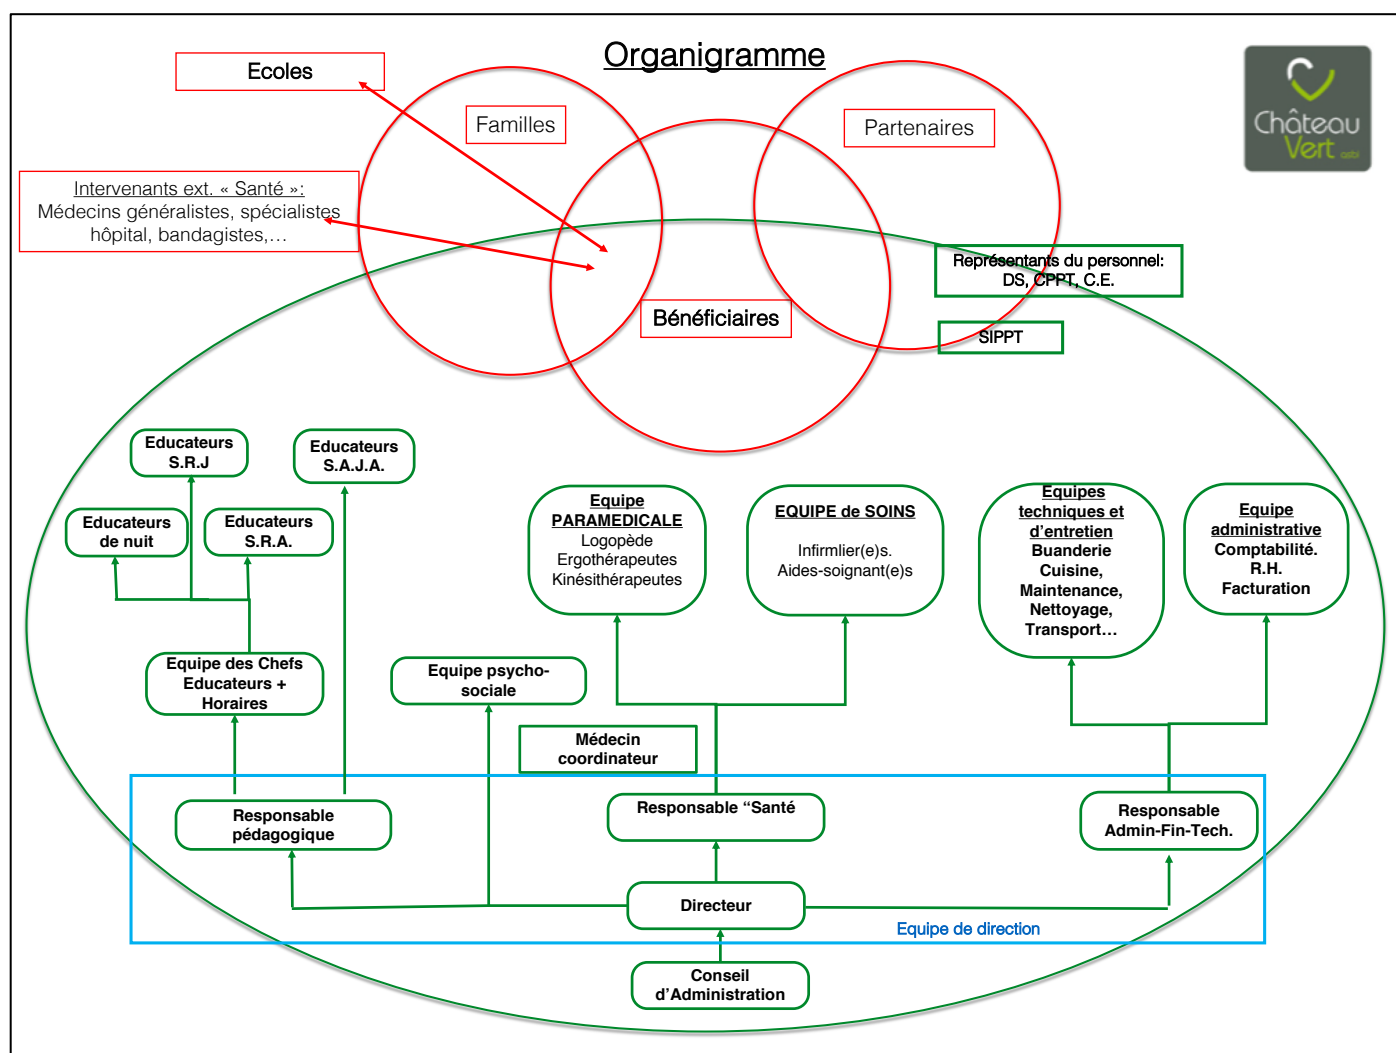 Organigramme
Ecoles
Familles
Partenaires
Château
Vert asbl
Intervenants ext. « Santé »:
Médecins généralistes, spécialistes
hôpital, bandagistes,…
Représentants du personnel:
DS, CPPT, C.E.
Bénéficiaires
SIPPT
Educateurs
S.R.J
Educateurs
S.A.J.A.
Educateurs
de nuit
Educateurs
S.R.A.
Equipe
PARAMEDICALE
Logopède
Ergothérapeutes
Kinésithérapeutes
EQUIPE de SOINS
Infirmlier(e)s.
Aides-soignant(e)s
Equipes
techniques et
d'entretien
Buanderie
Cuisine,
Maintenance,
Nettoyage,
Transport…
Equipe
administrative
Comptabilité.
R.H.
Facturation
Equipe des Chefs
Educateurs +
Horaires
Equipe psycho-
sociale
Médecin
coordinateur
Responsable
pédagogique
Responsable “Santé
Responsable
Admin-Fin-Tech.
Directeur
Equipe de direction
Conseil
d'Administration